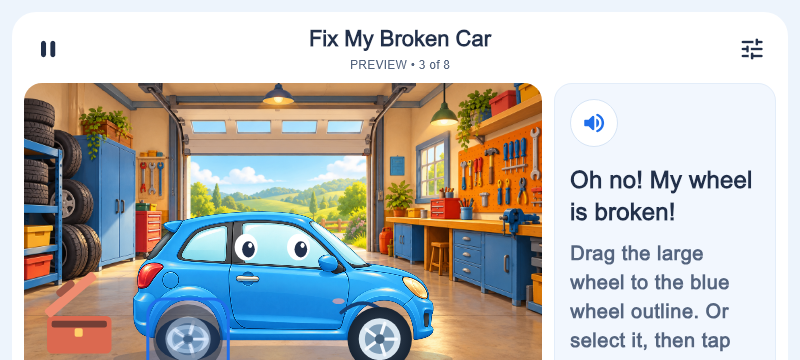 Fix My Broken Car
PREVIEW • 3 of 8
Oh no! My wheel
is broken!
Drag the large
wheel to the blue
wheel outline. Or
select it, then tap